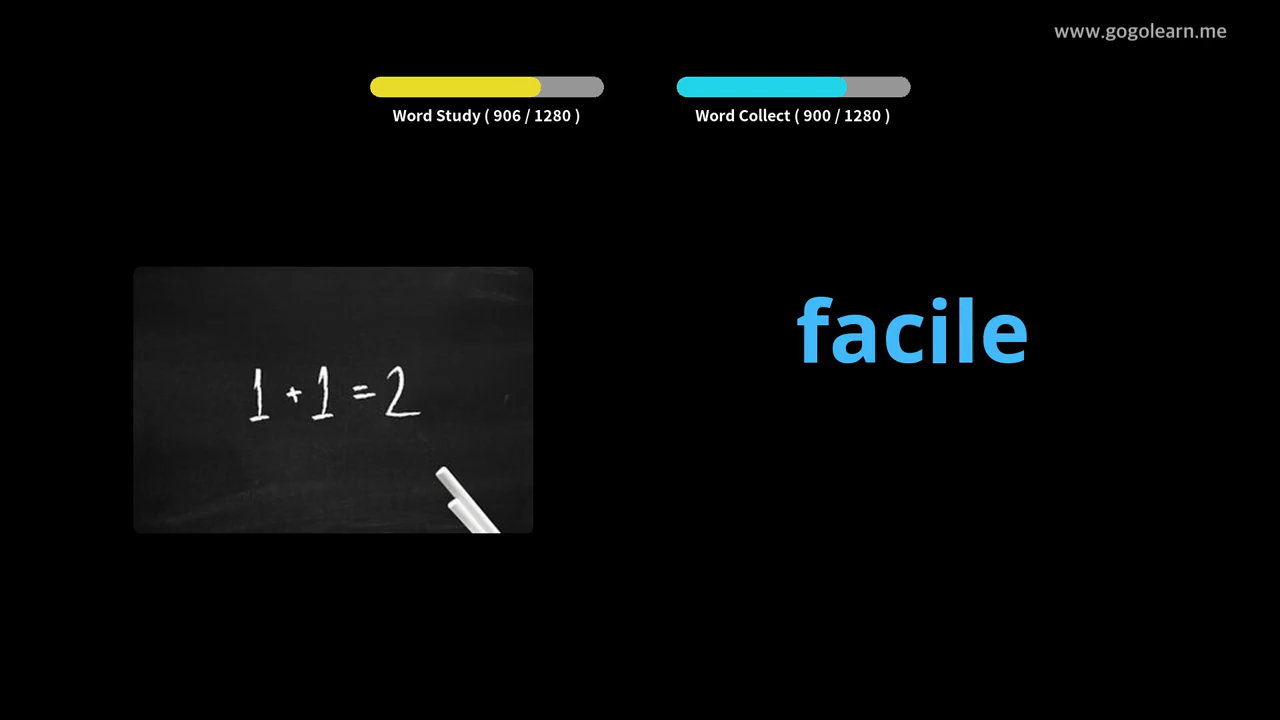 www.gogolearn.me
Word Study ( 906 / 1280 )
Word Collect ( 900 / 1280 )
1 + 1 = 2
facile